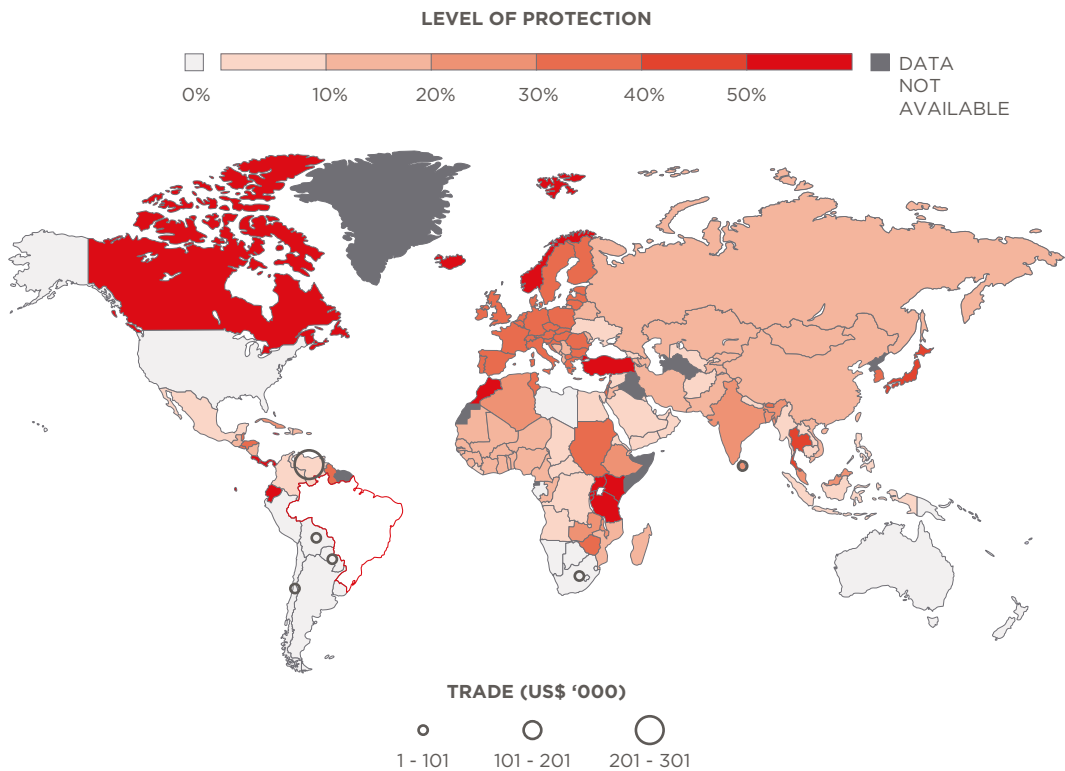 LEVEL OF PROTECTION
DATA
NOT
AVAILABLE
0%
10%
20%
30%
40%
50%
TRADE (US$ ‘000)
1 - 101
101 - 201
201 - 301